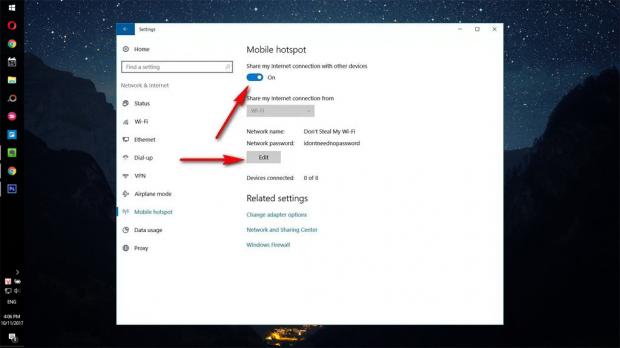 Settings
Home
Find a setting
Network & Internet
Status
Wi-Fi
Ethernet
Dial-up
VPN
Airplane mode
Mobile hotspot
Data usage
Proxy
Mobile hotspot
Share my Internet connection with other devices
On
Share my Internet connection from
Wi-Fi
Network name: Don't Steal My Wi-Fi
Network password: idontneednopassword
Edit
Devices connected: 0 of 8
Related settings
Change adapter options
Network and Sharing Center
Windows Firewall
ENG
4:06 PM
10/11/2017